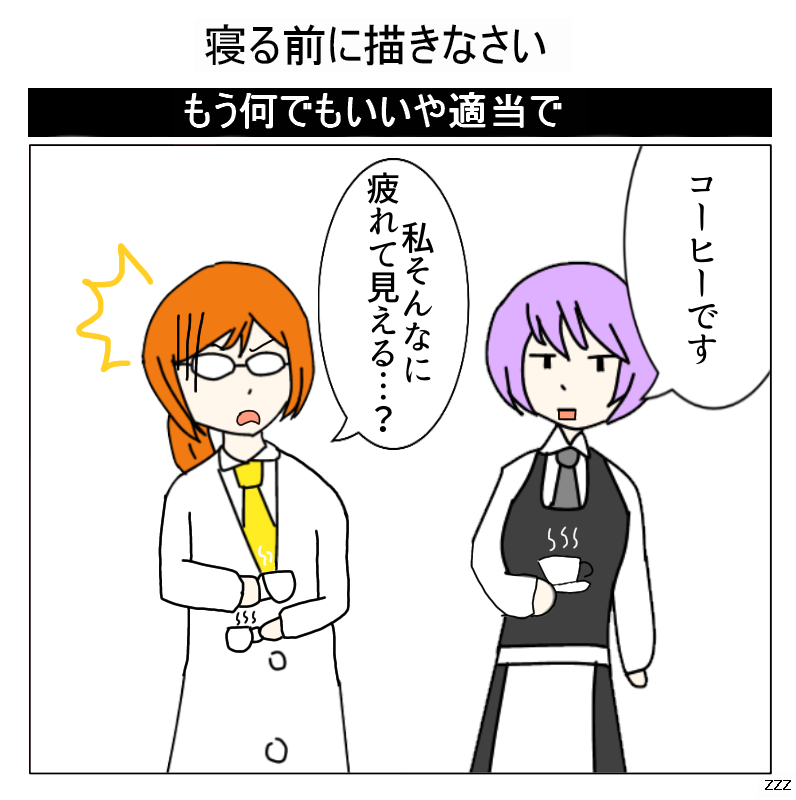 寝る前に描きなさい
もう何でもいいや適当で
コーヒーです
私そんなに
疲れて見える…?
zzz